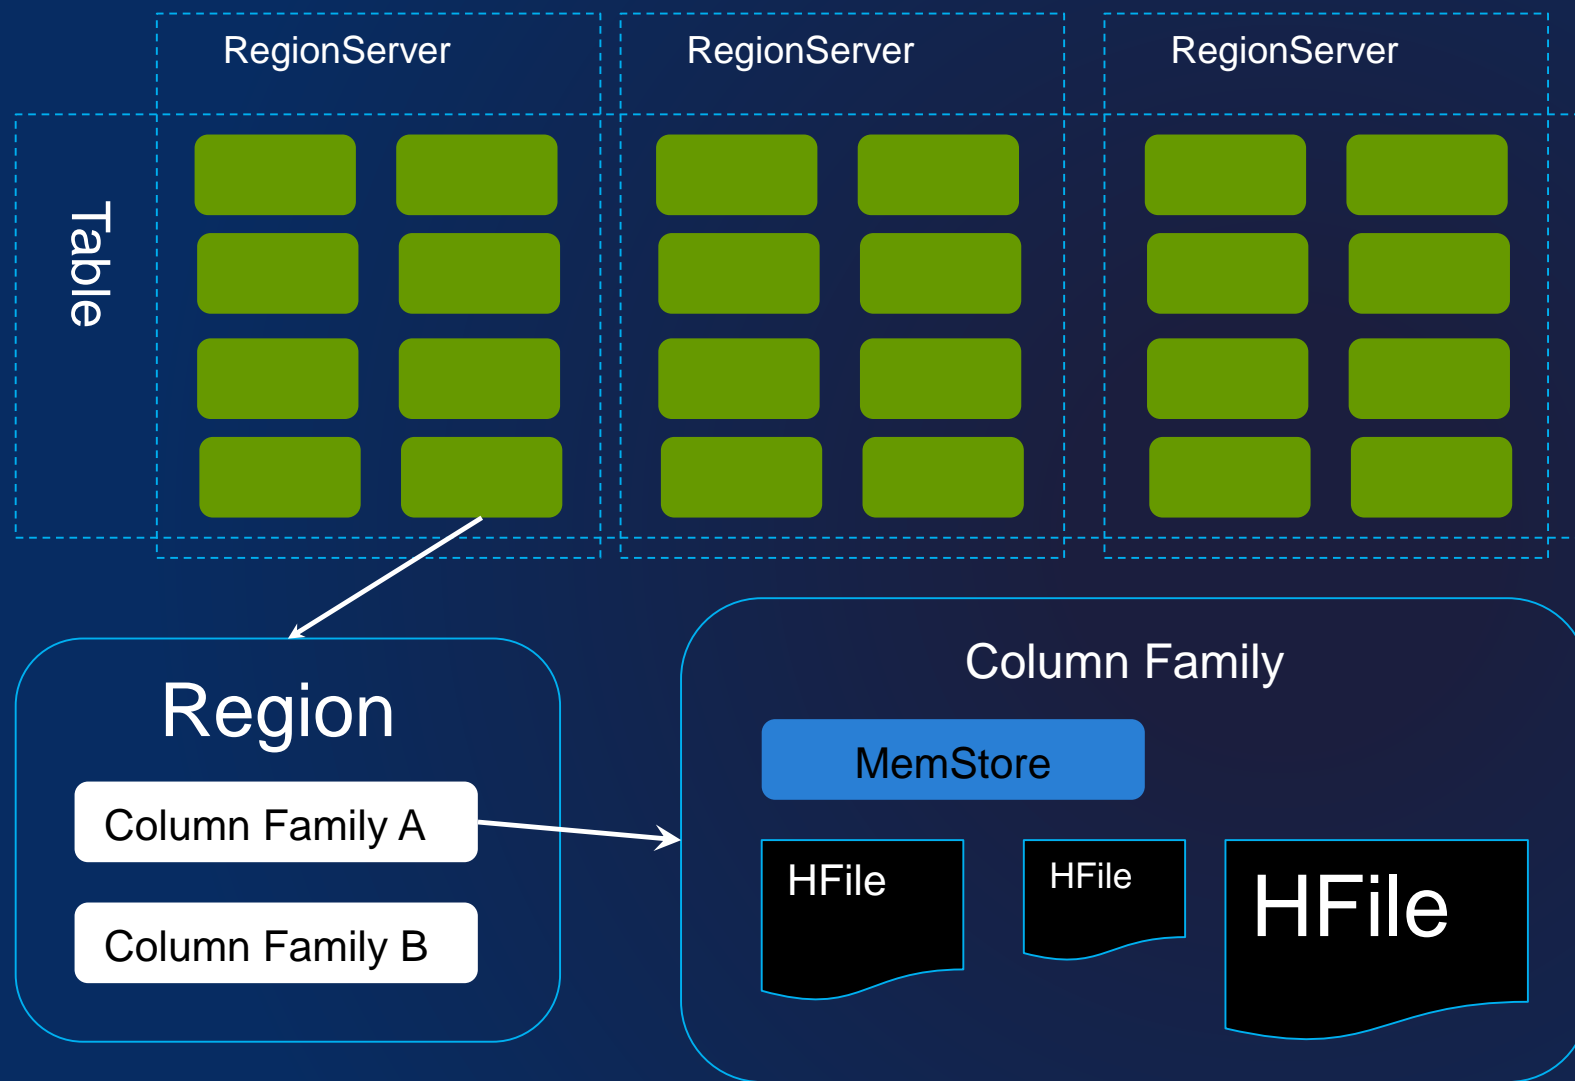 RegionServer
RegionServer
RegionServer
Table
Region
Column Family A
Column Family B
Column Family
MemStore
HFile
HFile
HFile